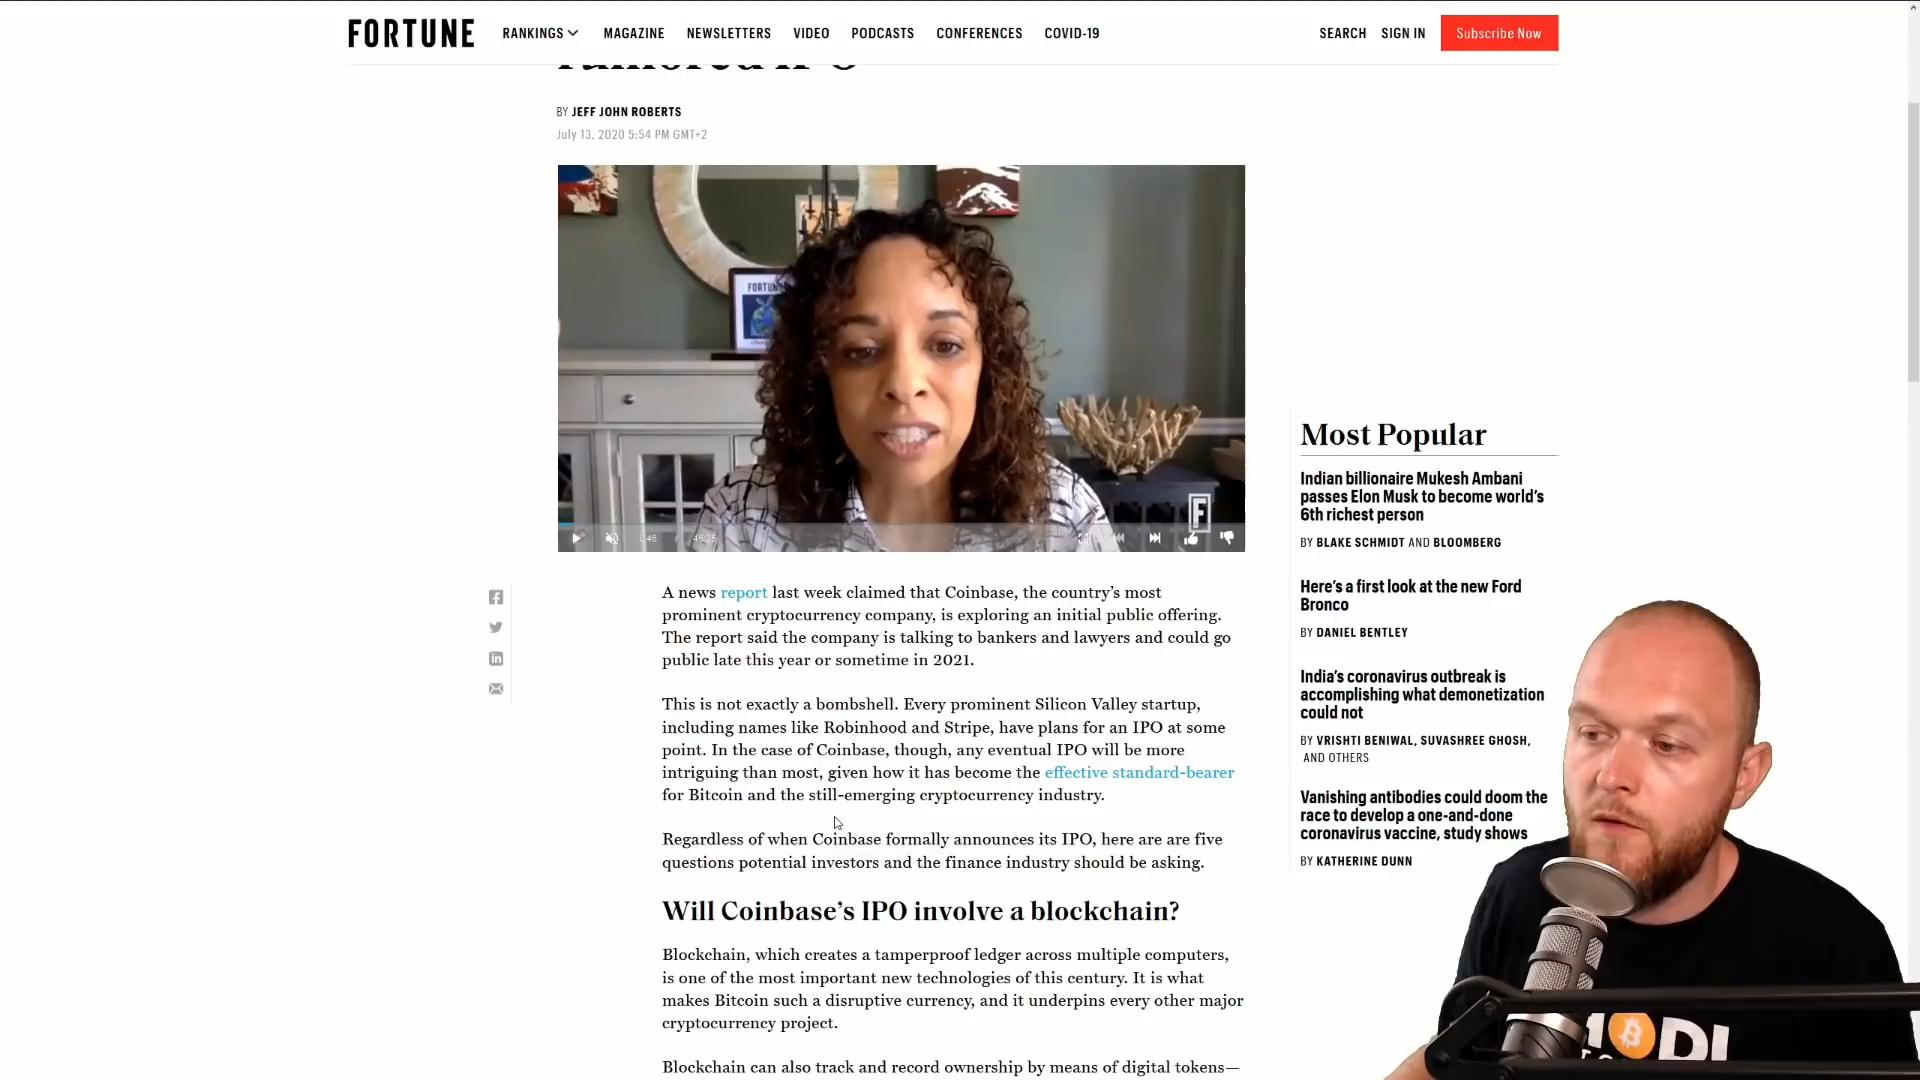 FORTUNE
RANKINGS
MAGAZINE
NEWSLETTERS
VIDEO
PODCASTS
CONFERENCES
COVID-19
SEARCH
SIGN IN
Subscribe Now
BY JEFF JOHN ROBERTS
July 13, 2020 5:54 PM GMT+2
FORTUNE
F
A news report last week claimed that Coinbase, the country's most
prominent cryptocurrency company, is exploring an initial public offering.
The report said the company is talking to bankers and lawyers and could go
public late this year or sometime in 2021.
This is not exactly a bombshell. Every prominent Silicon Valley startup,
including names like Robinhood and Stripe, have plans for an IPO at some
point. In the case of Coinbase, though, any eventual IPO will be more
intriguing than most, given how it has become the effective standard-bearer
for Bitcoin and the still-emerging cryptocurrency industry.
Regardless of when Coinbase formally announces its IPO, here are are five
questions potential investors and the finance industry should be asking.
Will Coinbase's IPO involve a blockchain?
Blockchain, which creates a tamperproof ledger across multiple computers,
is one of the most important new technologies of this century. It is what
makes Bitcoin such a disruptive currency, and it underpins every other major
cryptocurrency project.
Blockchain can also track and record ownership by means of digital tokens—
Most Popular
Indian billionaire Mukesh Ambani
passes Elon Musk to become world's
6th richest person
BY BLAKE SCHMIDT AND BLOOMBERG
Here's a first look at the new Ford
Bronco
BY DANIEL BENTLEY
India's coronavirus outbreak is
accomplishing what demonetization
could not
BY VRISHTI BENIWAL, SUVASHREE GHOSH,
AND OTHERS
Vanishing antibodies could doom the
race to develop a one-and-done
coronavirus vaccine, study shows
BY KATHERINE DUNN